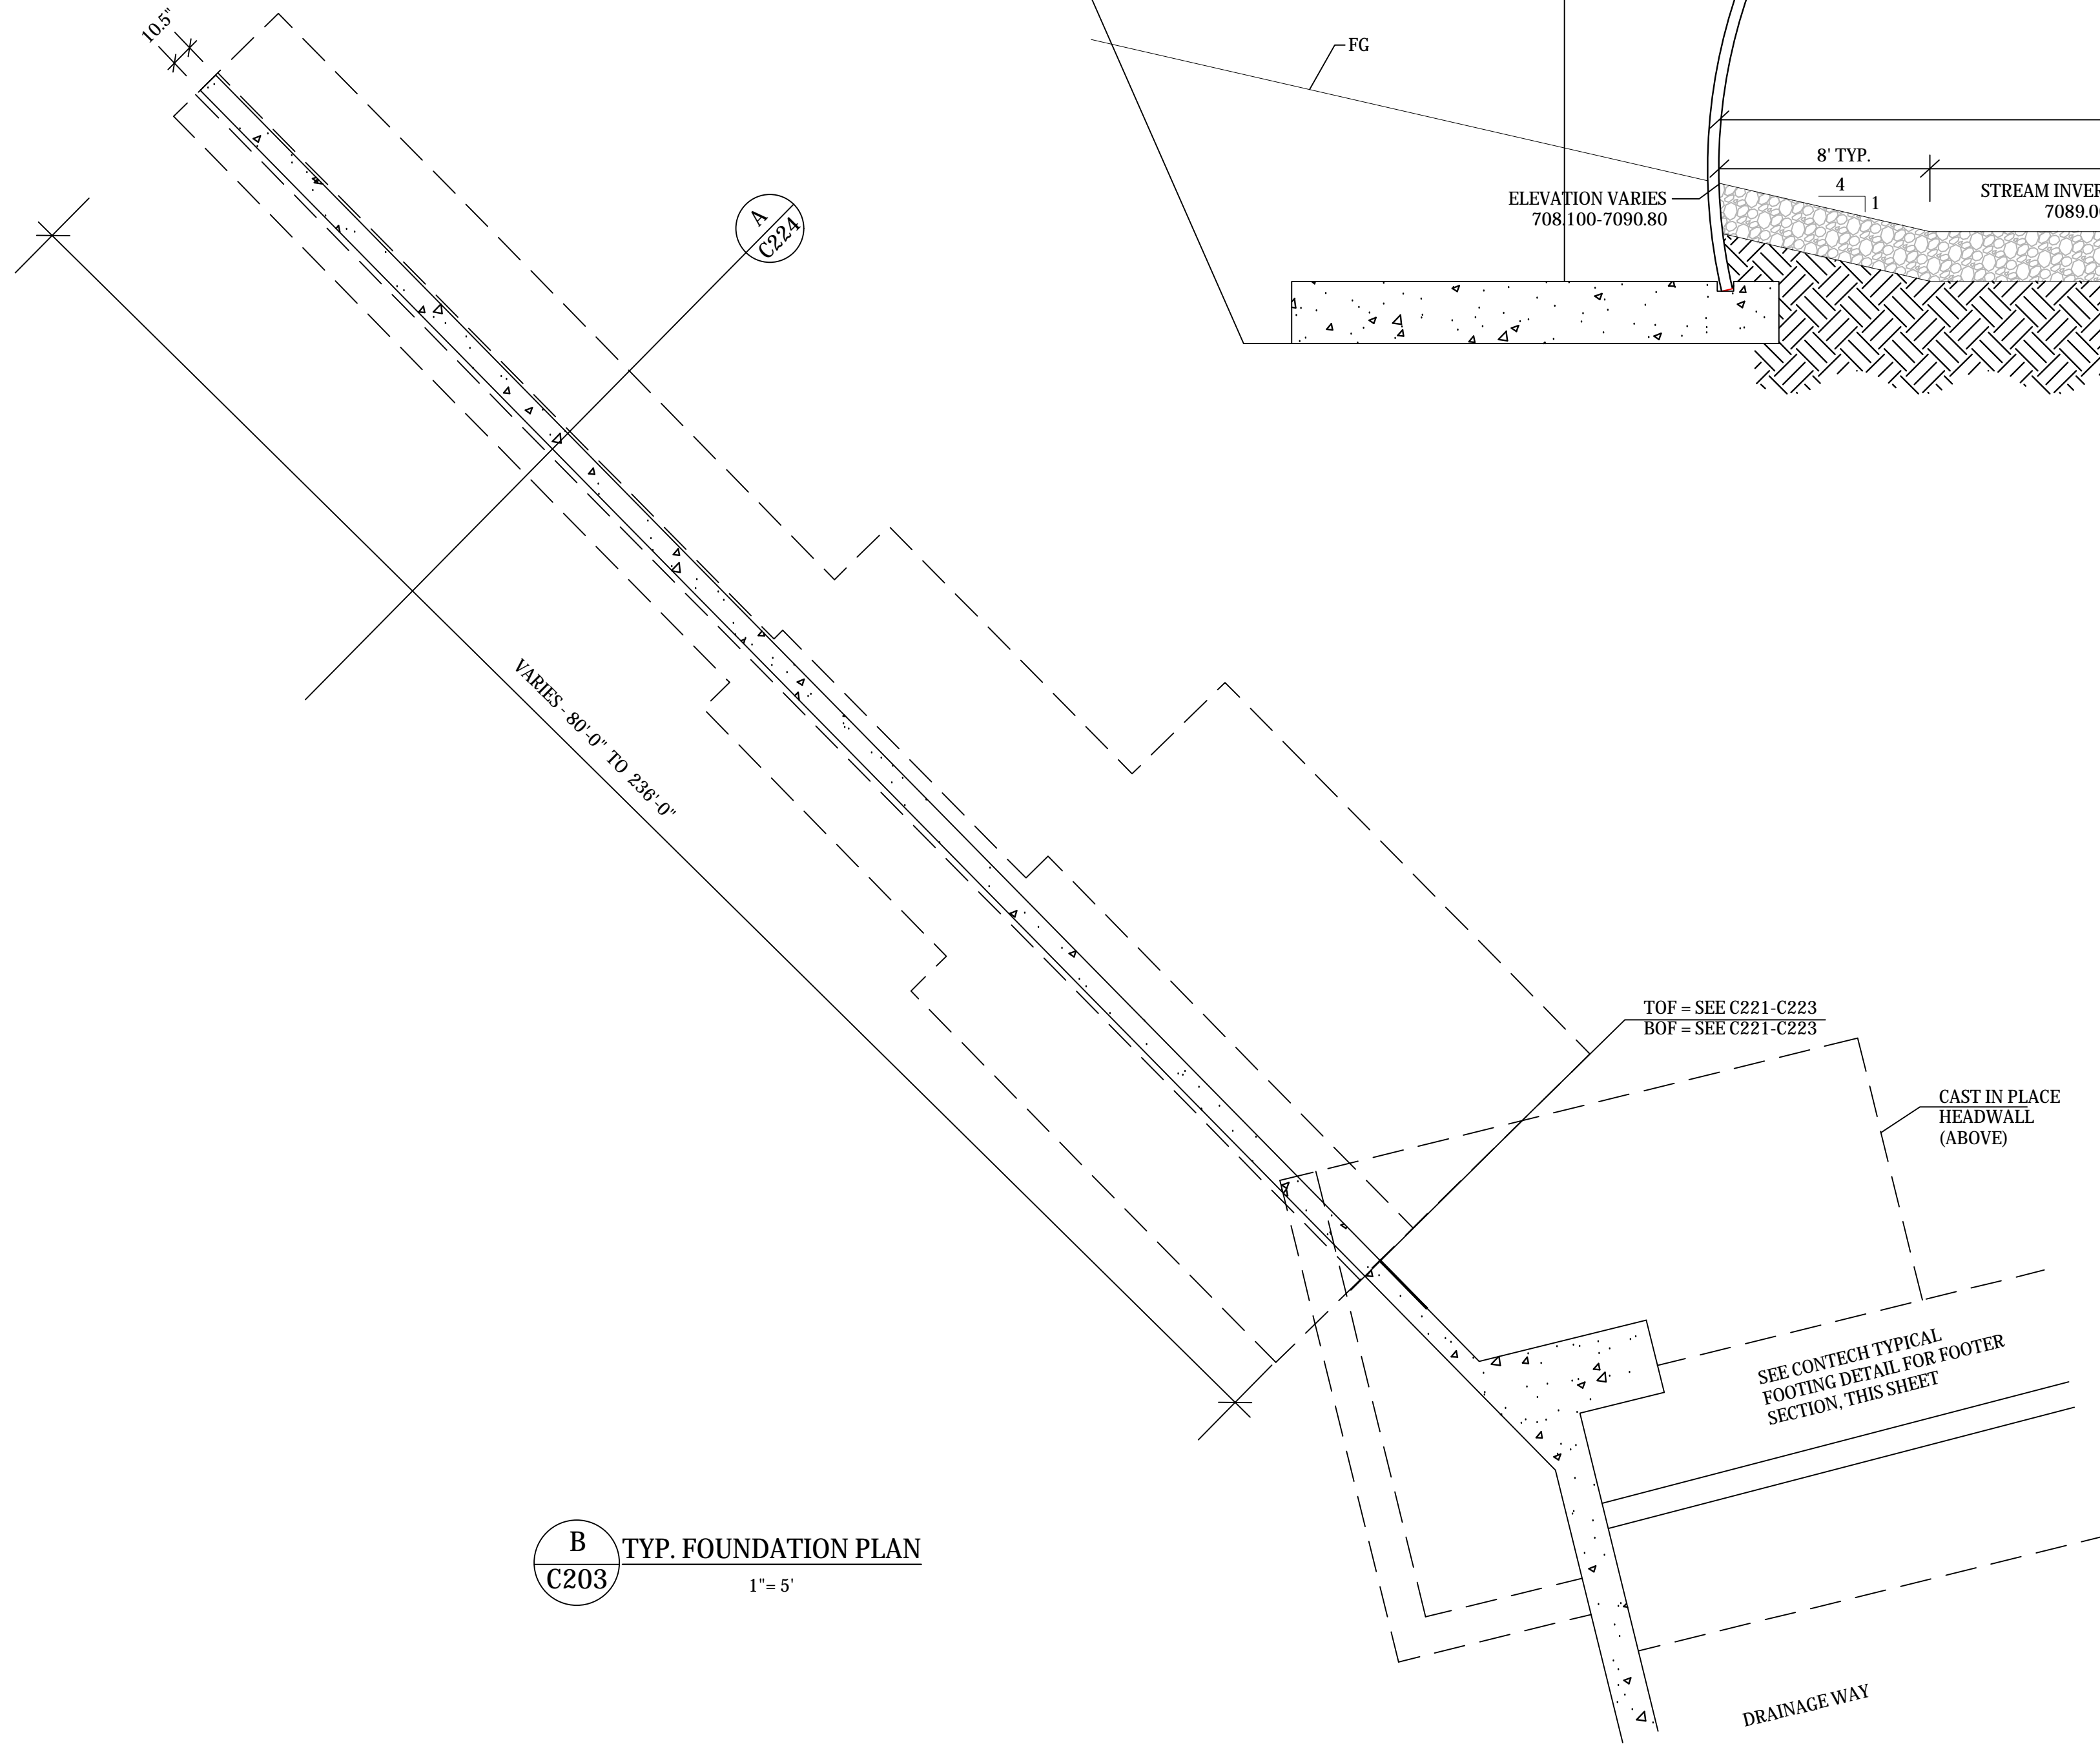 10.5"
FG
8' TYP.
4
1
ELEVATION VARIES
708.100-7090.80
STREAM INVER
7089.0
A
C224
VARIES - 80'-0" TO 236'-0"
TOF = SEE C221-C223
BOF = SEE C221-C223
CAST IN PLACE
HEADWALL
(ABOVE)
SEE CONTECH TYPICAL
FOOTING DETAIL FOR FOOTER
SECTION, THIS SHEET
B
C203
TYP. FOUNDATION PLAN
1"= 5'
DRAINAGE WAY